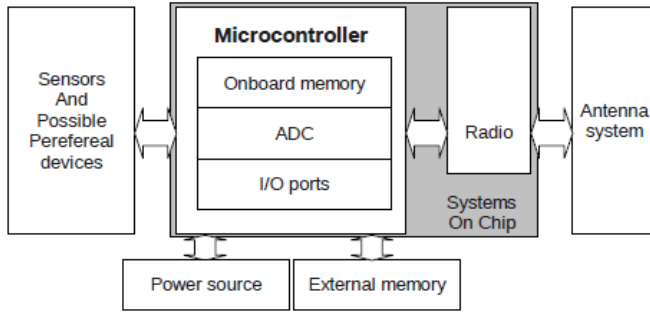 Sensors
And
Possible
Perefereal
devices
Microcontroller
Onboard memory
ADC
I/O ports
Radio
Systems
On Chip
Antenna
system
Power source
External memory